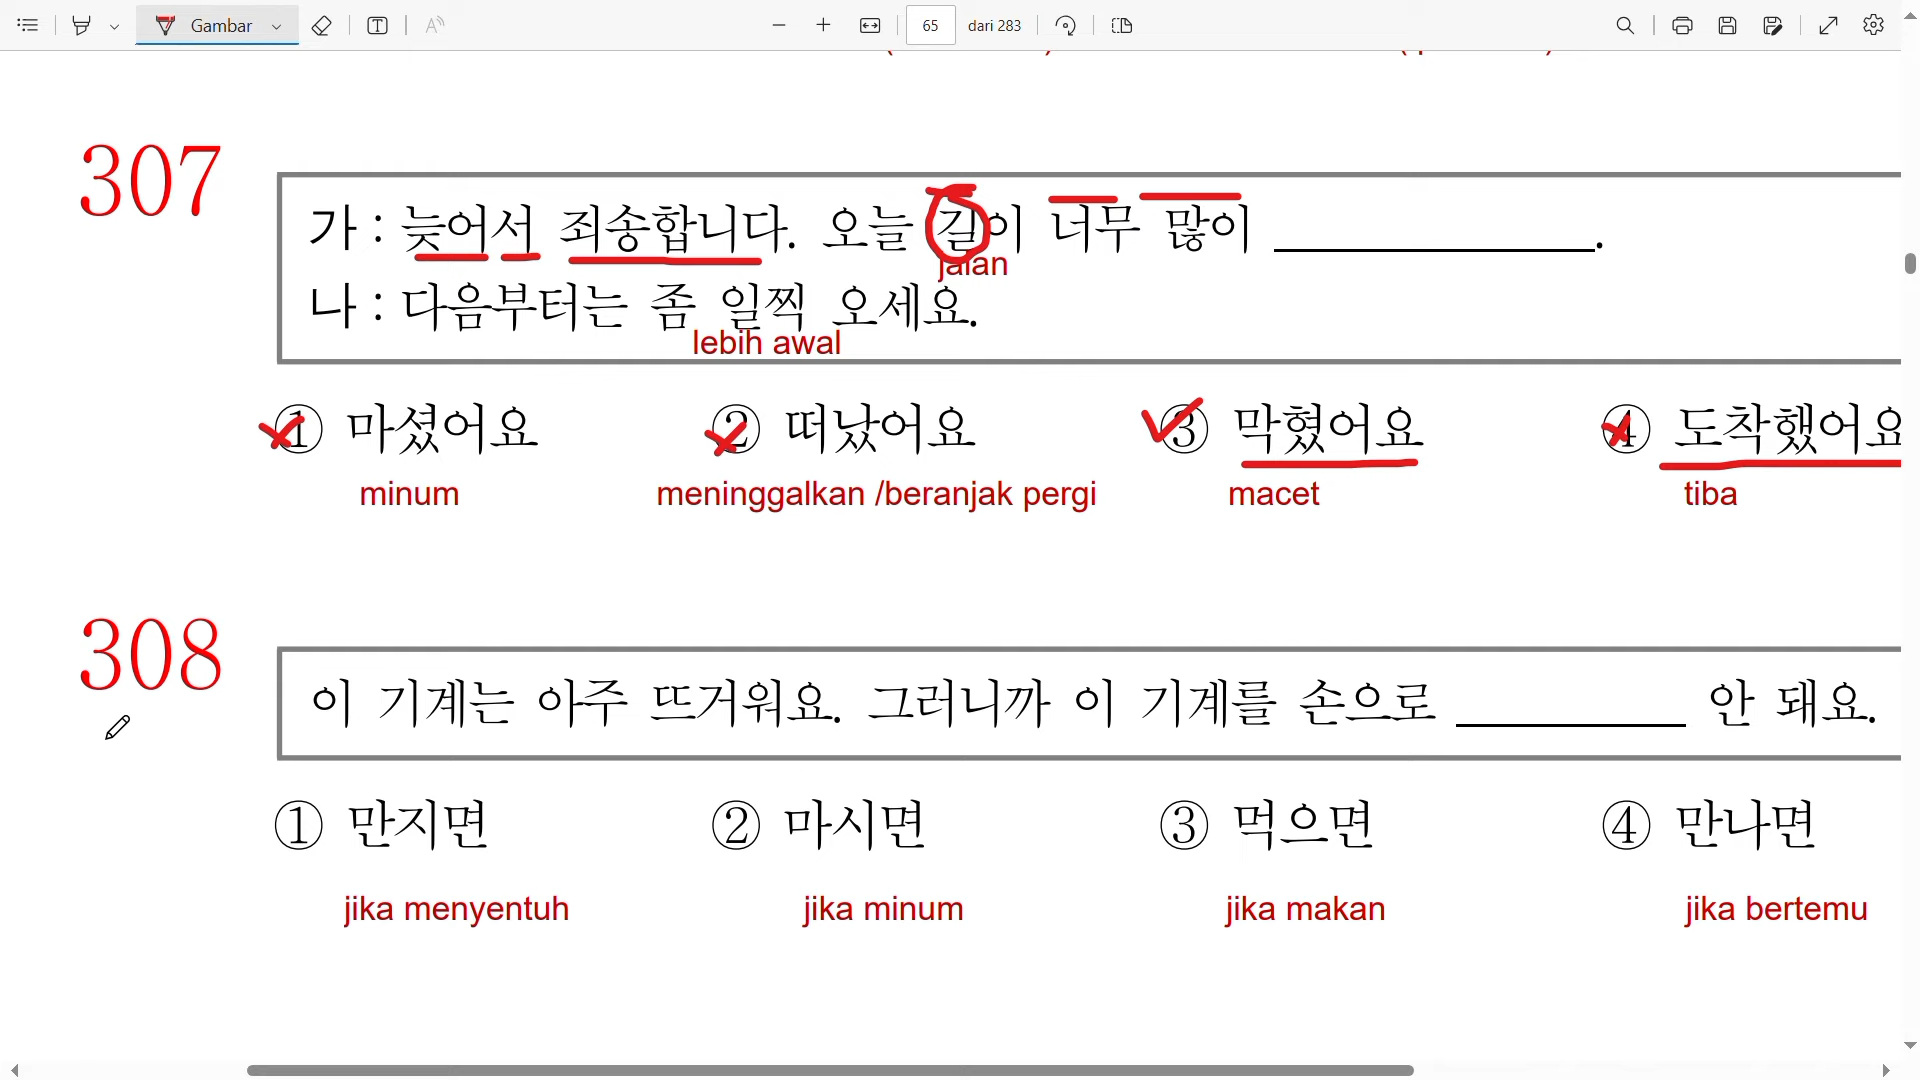 Gambar
65 dari 283
307
가 : 늦어서 죄송합니다. 오늘 길이 너무 많이 ______________.
jalan
나 : 다음부터는 좀 일찍 오세요.
lebih awal
① 마셨어요 ② 떠났어요 ③ 막혔어요 ④ 도착했어요
minum meninggalkan /beranjak pergi macet tiba
308
이 기계는 아주 뜨거워요. 그러니까 이 기계를 손으로 __________ 안 돼요.
① 만지면 ② 마시면 ③ 먹으면 ④ 만나면
jika menyentuh jika minum jika makan jika bertemu